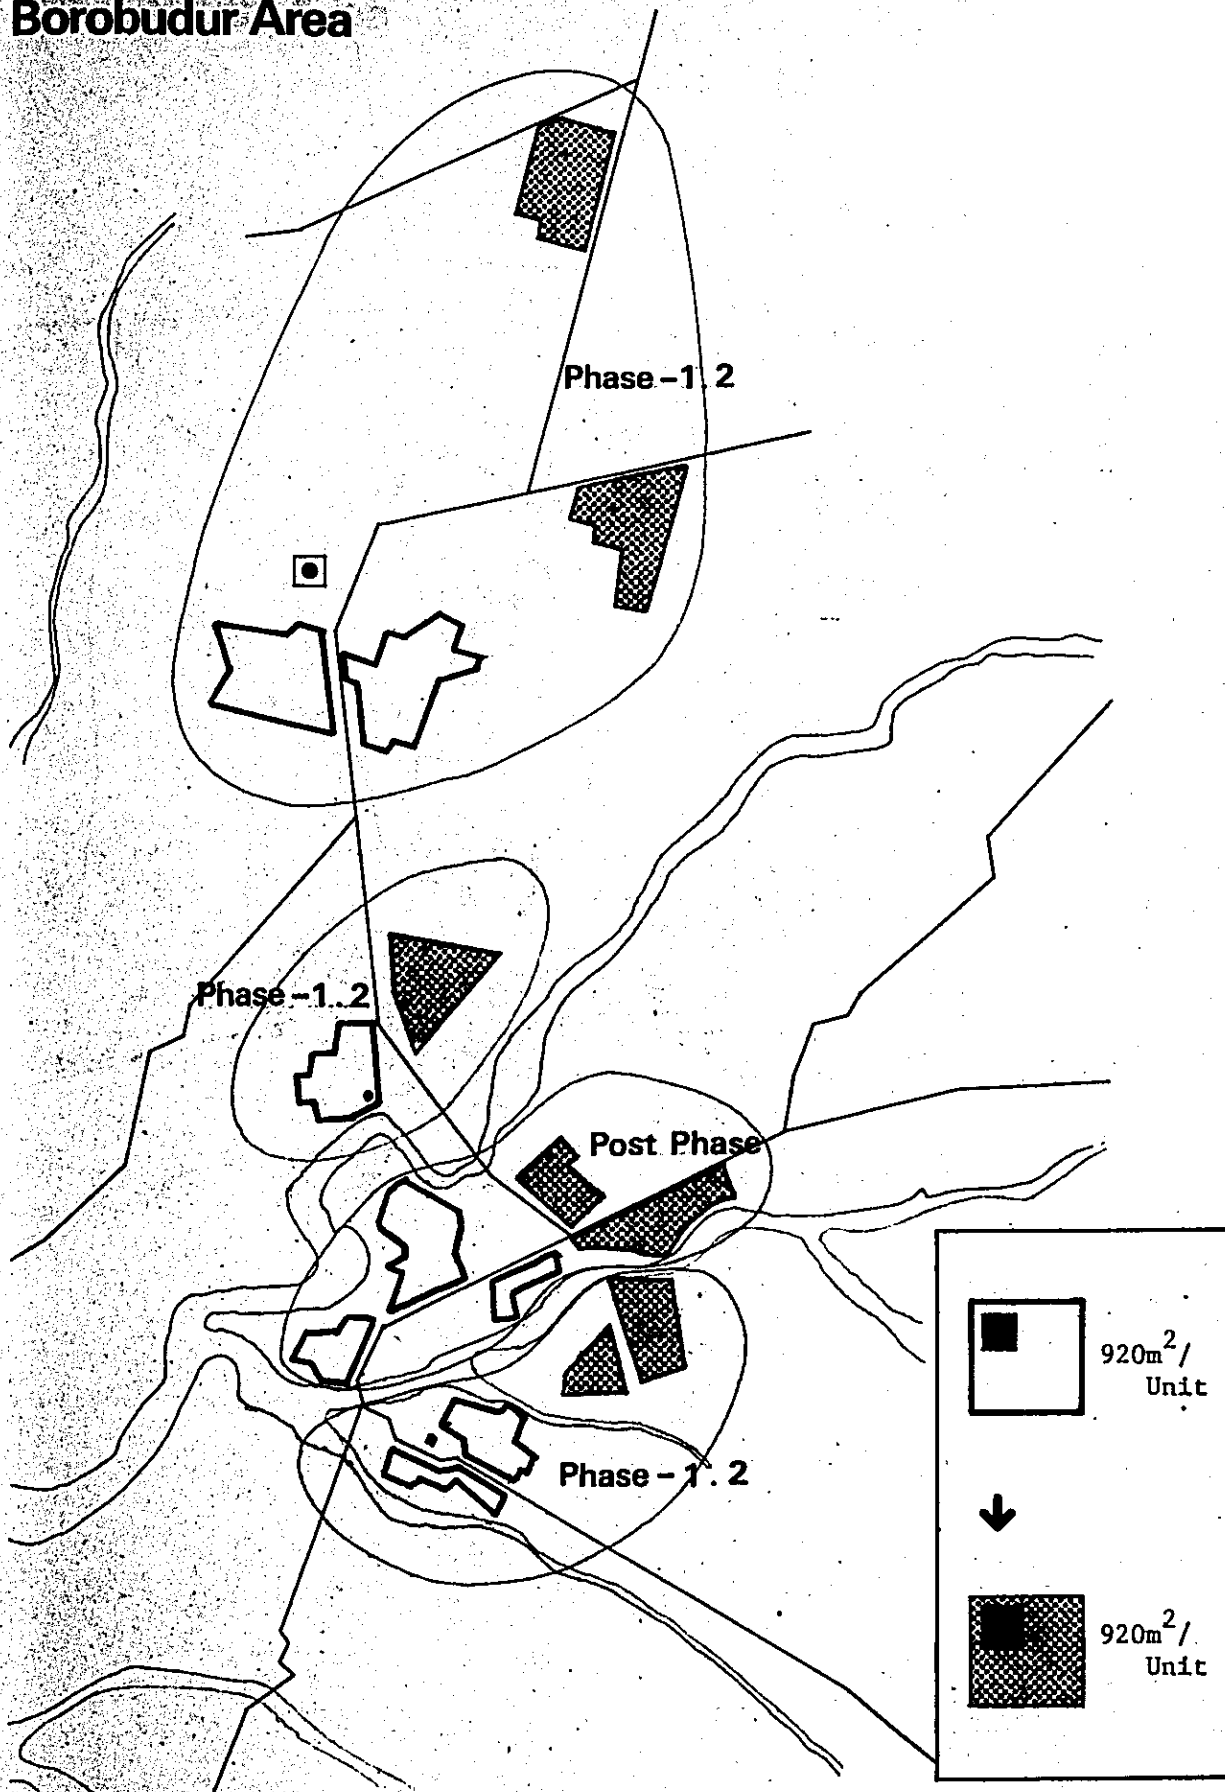 Borobudur Area
Phase-1.2
Phase-1..2
Post Phase
Phase-1.2
920m²/
Unit
920m²/
Unit